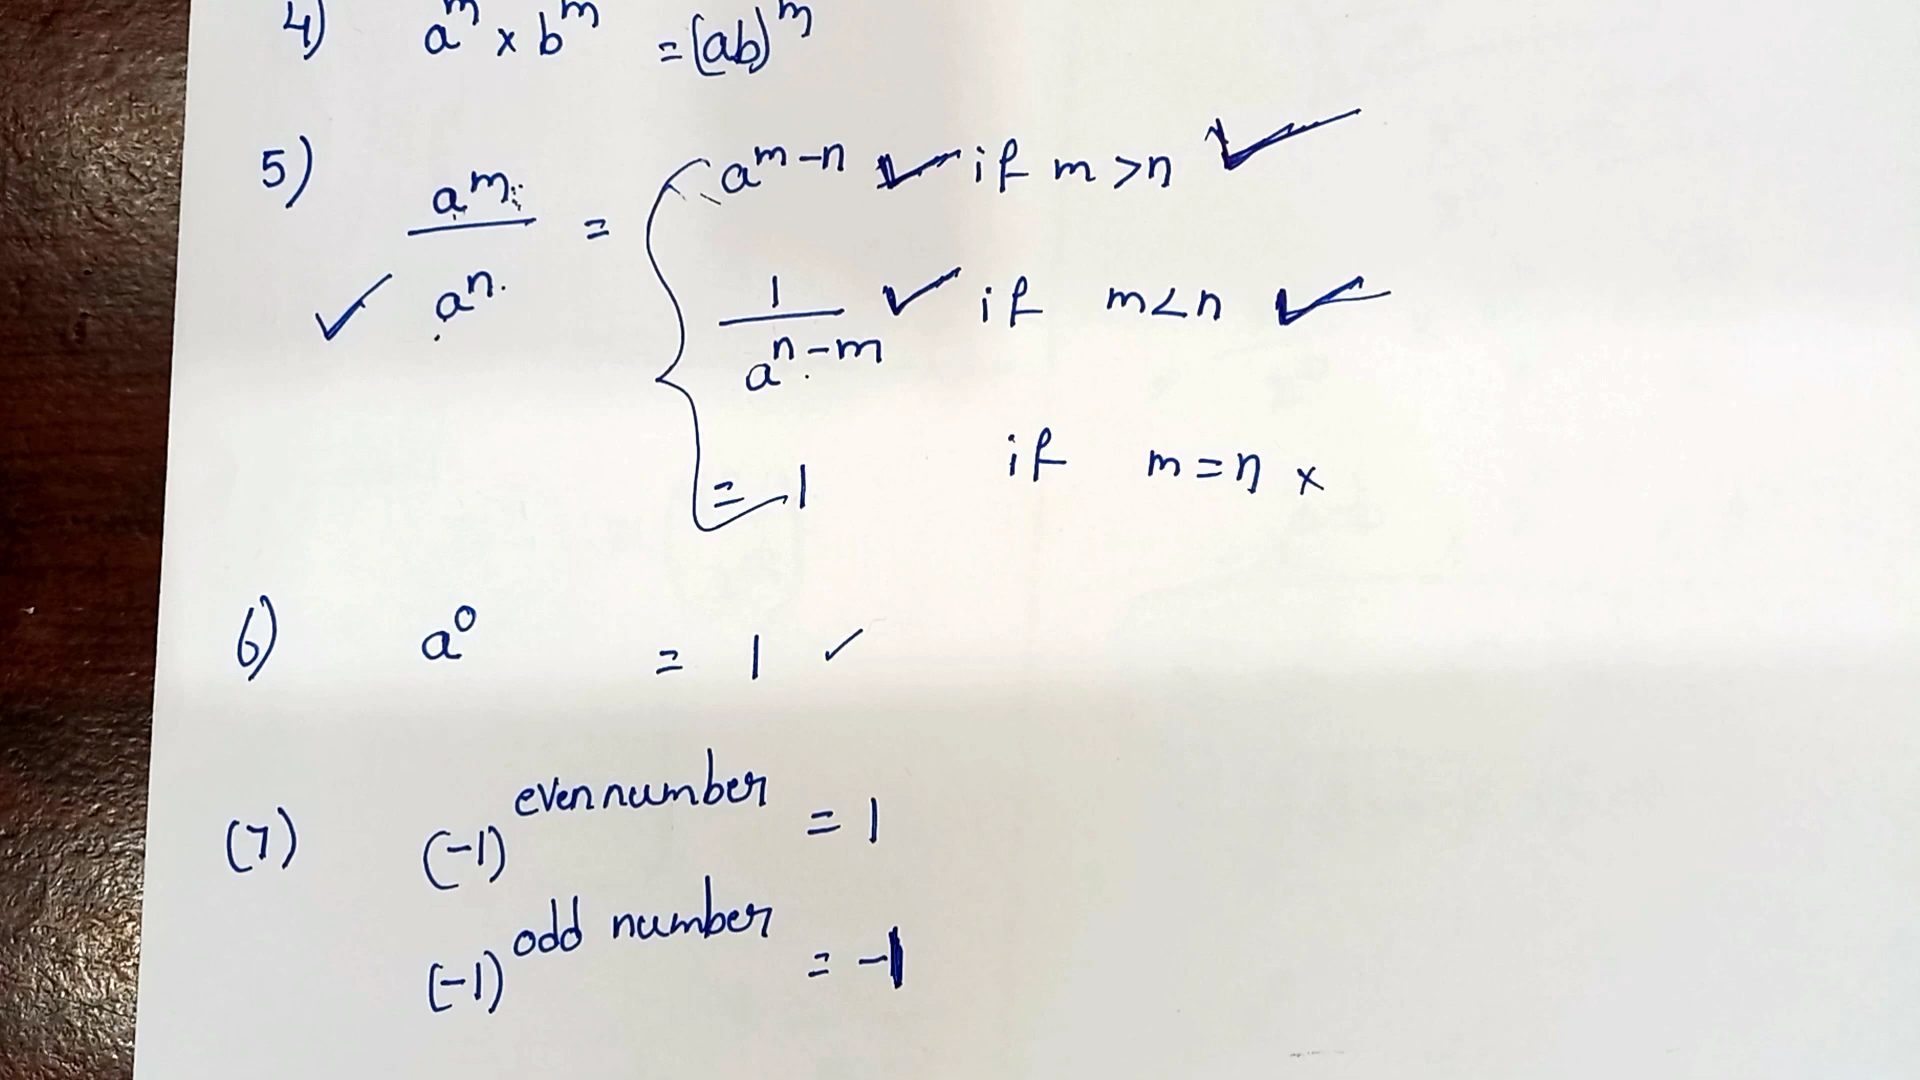 4) a^m × b^m = (ab)^m
5) a^m / a^n = { a^(m-n) ✓ if m > n ✓
✓ 1 / a^(n-m) ✓ if m < n ✓
= 1 if m = n ×
6) a^0 = 1 ✓
(7) (-1)^even number = 1
(-1)^odd number = -1